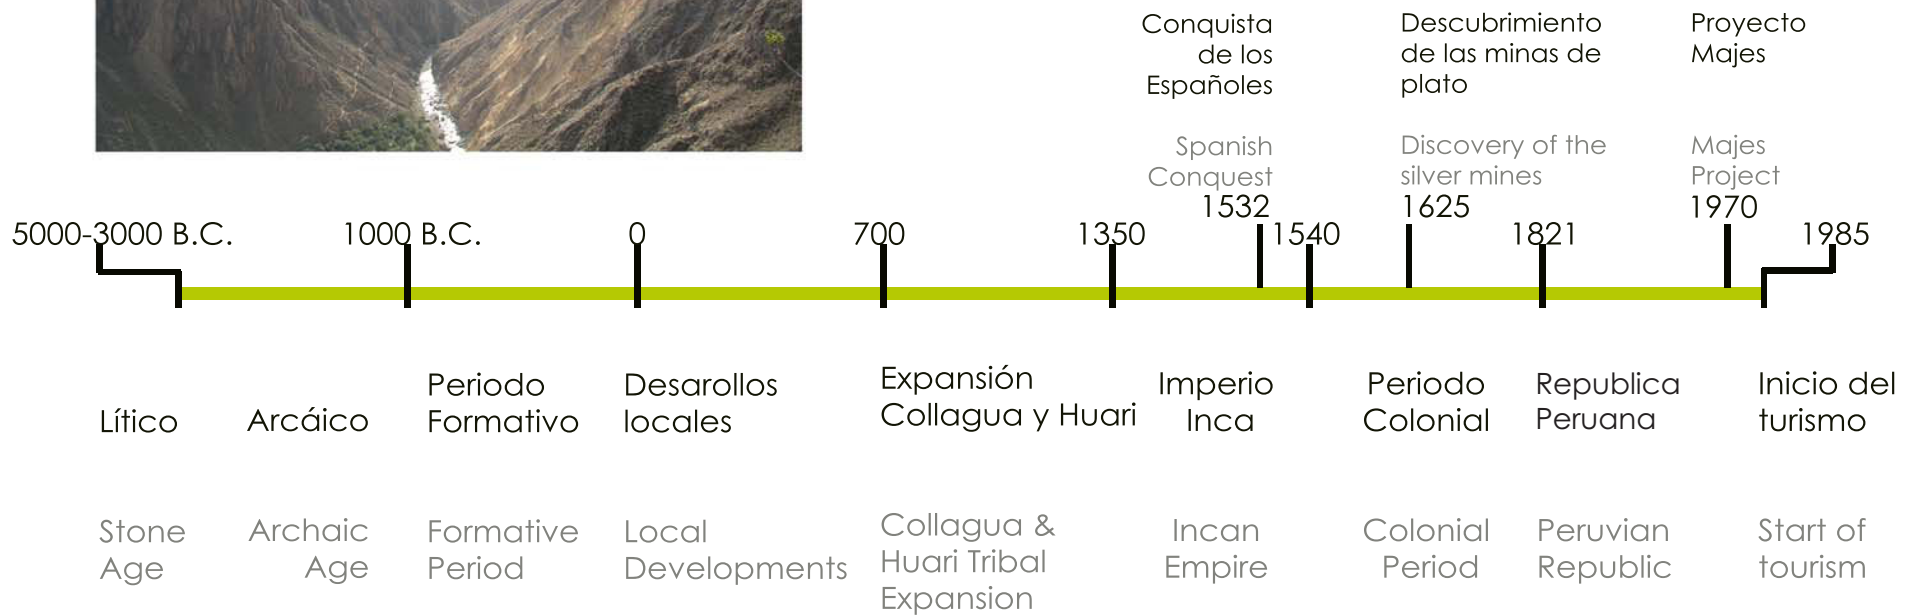 Conquista
de los
Españoles
Descubrimiento
de las minas de
plato
Proyecto
Majes
Spanish
Conquest
Discovery of the
silver mines
Majes
Project
1532
1625
1970
5000-3000 B.C.
1000 B.C.
0
700
1350
1540
1821
1985
Lítico
Arcáico
Periodo
Formativo
Desarollos
locales
Expansión
Collagua y Huari
Imperio
Inca
Periodo
Colonial
Republica
Peruana
Inicio del
turismo
Stone
Age
Archaic
Age
Formative
Period
Local
Developments
Collagua &
Huari Tribal
Expansion
Incan
Empire
Colonial
Period
Peruvian
Republic
Start of
tourism